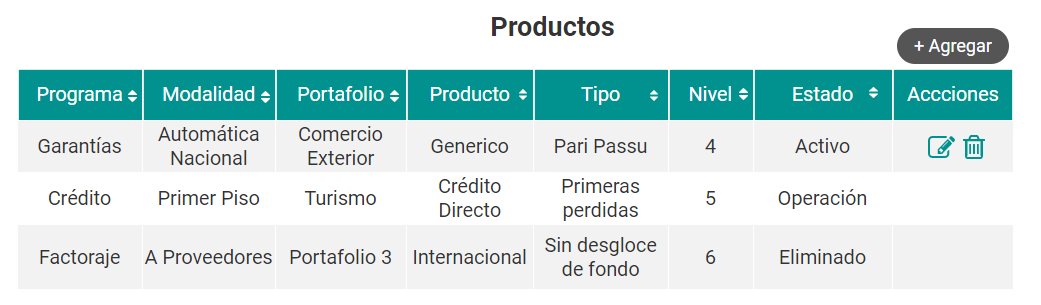 Productos
+ Agregar
Programa Modalidad Portafolio Producto Tipo Nivel Estado Accciones
Garantías Automática Nacional Comercio Exterior Generico Pari Passu 4 Activo
Crédito Primer Piso Turismo Crédito Directo Primeras perdidas 5 Operación
Factoraje A Proveedores Portafolio 3 Internacional Sin desgloce de fondo 6 Eliminado